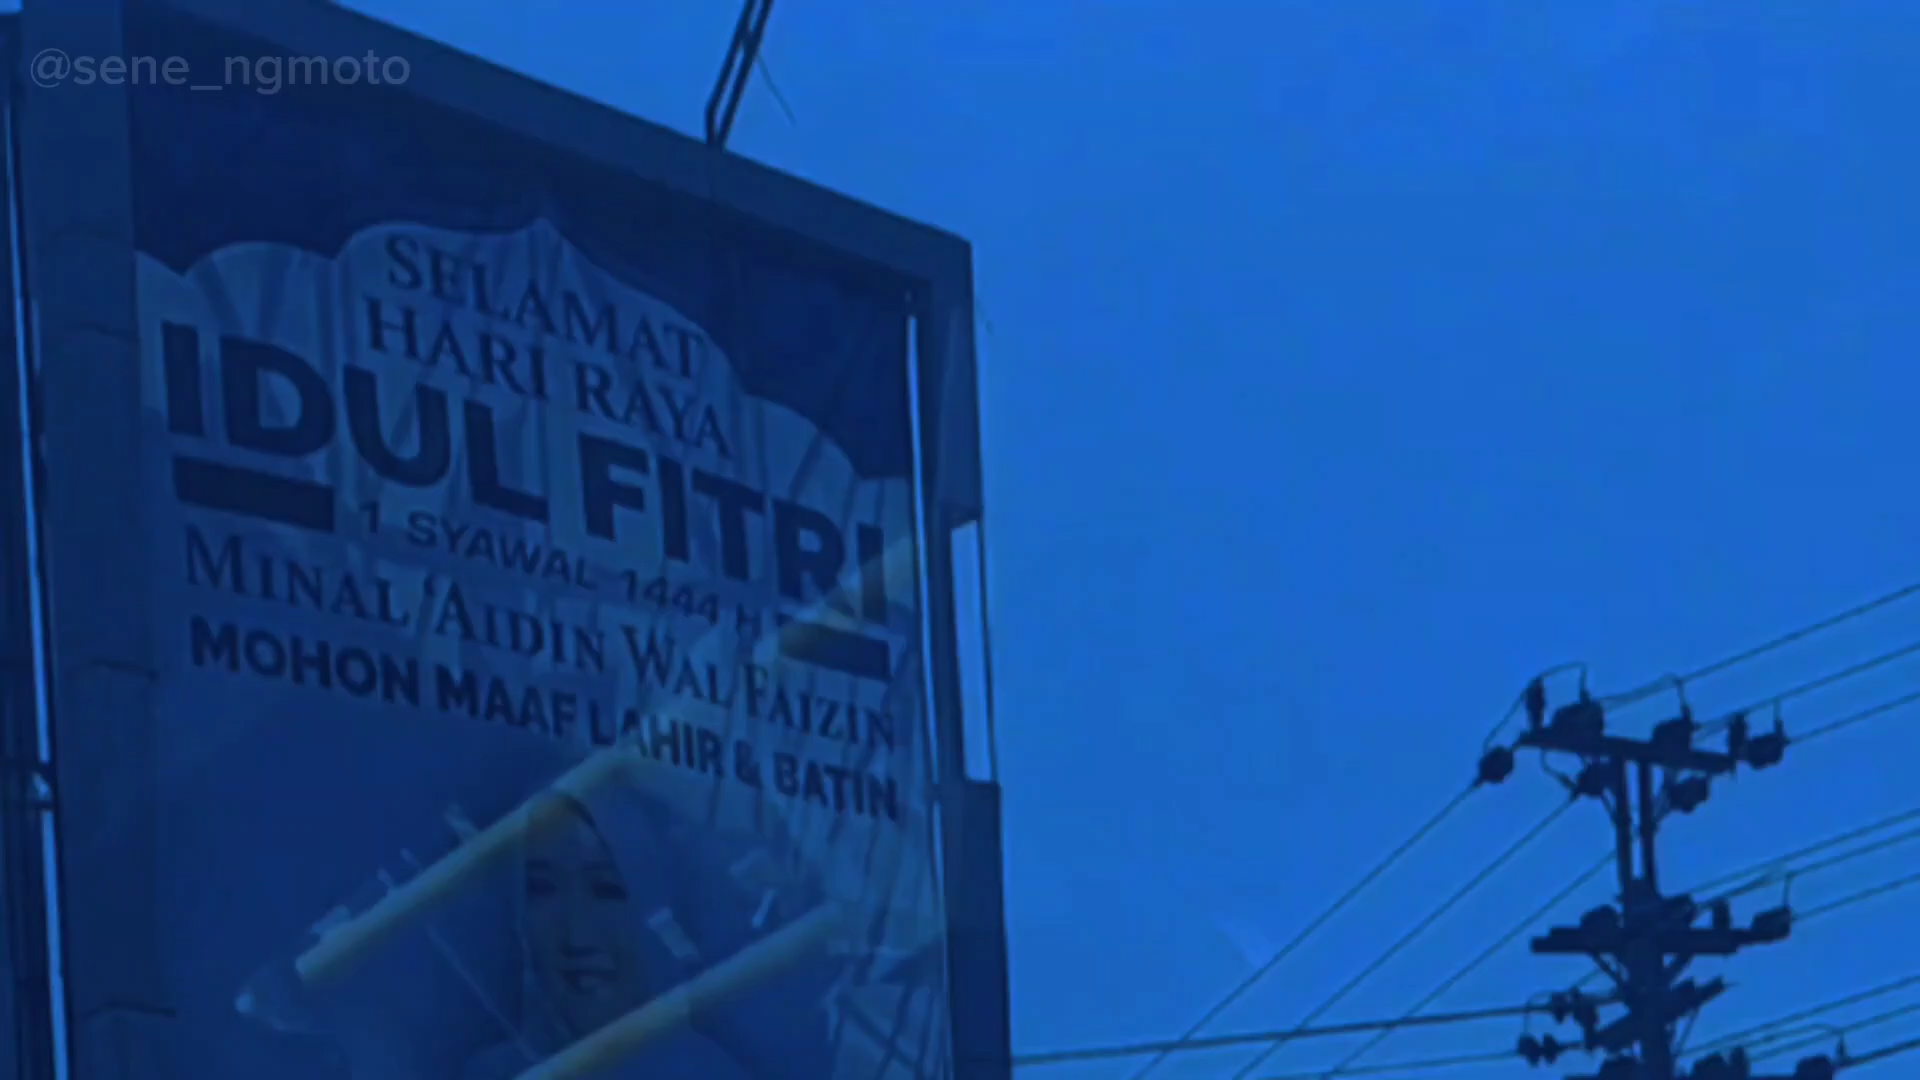 @sene_ngmoto
SELAMAT
HARI RAYA
IDUL FITRI
1 SYAWAL 1444 H
MINAL 'AIDIN WAL FAIZIN
MOHON MAAF LAHIR & BATIN